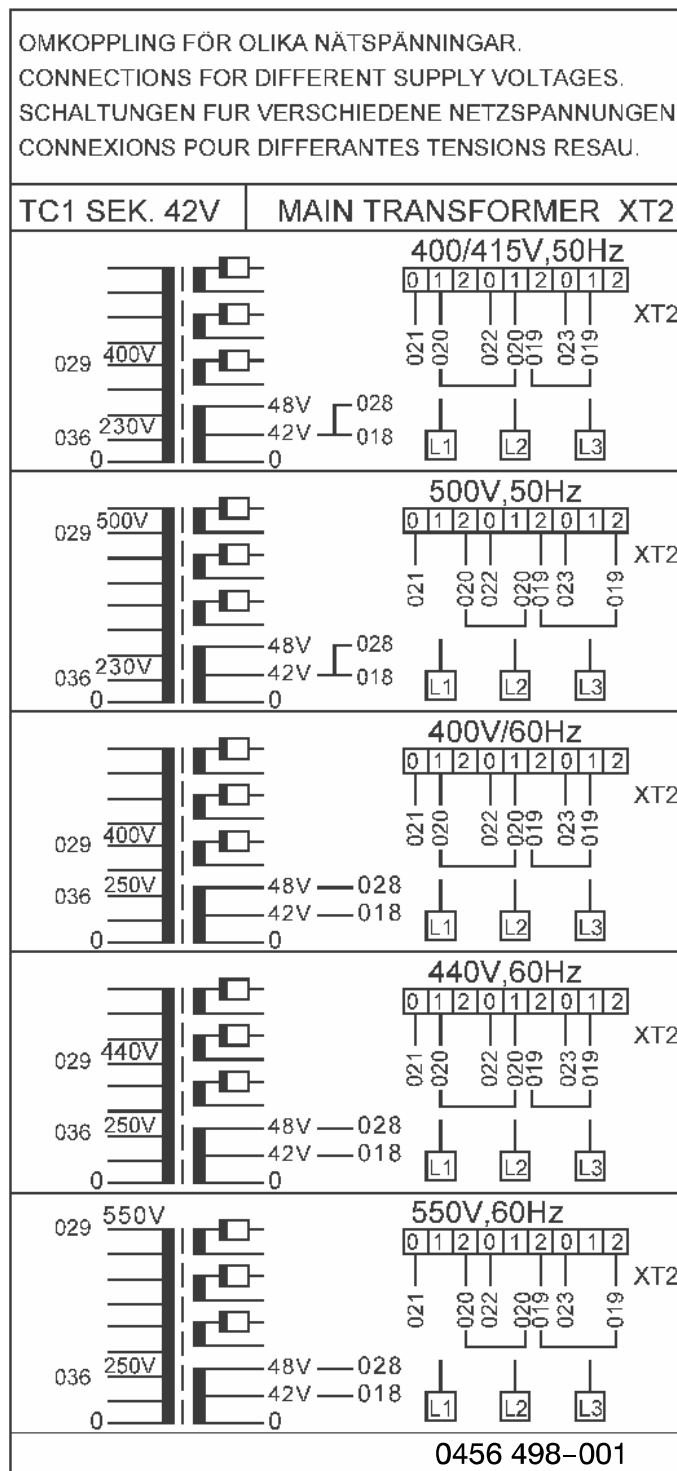 OMKOPPLING FÖR OLIKA NÄTSPÄNNINGAR.
CONNECTIONS FOR DIFFERENT SUPPLY VOLTAGES.
SCHALTUNGEN FUR VERSCHIEDENE NETZSPANNUNGEN
CONNEXIONS POUR DIFFERANTES TENSIONS RESAU.
TC1 SEK. 42V MAIN TRANSFORMER XT2
400/415V,50Hz
0 1 2 0 1 2 0 1 2
XT2
021 020 022 020 019 023 019
029 400V
48V 028
036 230V 42V 018
0 0
L1 L2 L3
500V,50Hz
0 1 2 0 1 2 0 1 2
029 500V
XT2
021 020 022 020 019 023 019
48V 028
036 230V 42V 018
0 0
L1 L2 L3
400V/60Hz
0 1 2 0 1 2 0 1 2
XT2
021 020 022 020 019 023 019
029 400V
036 250V 48V 028
42V 018
0 0
L1 L2 L3
440V,60Hz
0 1 2 0 1 2 0 1 2
XT2
029 440V
021 020 022 020 019 023 019
036 250V 48V 028
42V 018
0 0
L1 L2 L3
029 550V 550V,60Hz
0 1 2 0 1 2 0 1 2
XT2
021 020 022 020 019 023 019
036 250V 48V 028
42V 018
0 0
L1 L2 L3
0456 498-001